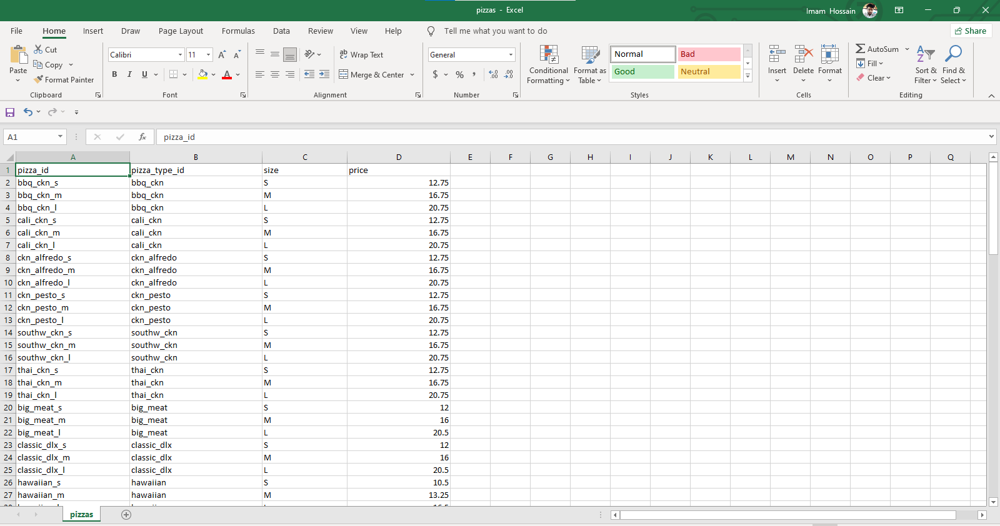 pizzas - Excel
Imam Hossain
File Home Insert Draw Page Layout Formulas Data Review View Help Tell me what you want to do Share
Paste
Cut
Copy
Format Painter
Clipboard
Calibri 11
B I U
Font
Wrap Text
Merge & Center
Alignment
General
$ % ,
Number
Conditional Formatting
Format as Table
Normal Bad
Good Neutral
Styles
Insert Delete Format
Cells
AutoSum
Fill
Clear
Sort & Filter
Find & Select
Editing
A1 fx pizza_id
A B C D E F G H I J K L M N O P Q
1 pizza_id pizza_type_id size price
2 bbq_ckn_s bbq_ckn S 12.75
3 bbq_ckn_m bbq_ckn M 16.75
4 bbq_ckn_l bbq_ckn L 20.75
5 cali_ckn_s cali_ckn S 12.75
6 cali_ckn_m cali_ckn M 16.75
7 cali_ckn_l cali_ckn L 20.75
8 ckn_alfredo_s ckn_alfredo S 12.75
9 ckn_alfredo_m ckn_alfredo M 16.75
10 ckn_alfredo_l ckn_alfredo L 20.75
11 ckn_pesto_s ckn_pesto S 12.75
12 ckn_pesto_m ckn_pesto M 16.75
13 ckn_pesto_l ckn_pesto L 20.75
14 southw_ckn_s southw_ckn S 12.75
15 southw_ckn_m southw_ckn M 16.75
16 southw_ckn_l southw_ckn L 20.75
17 thai_ckn_s thai_ckn S 12.75
18 thai_ckn_m thai_ckn M 16.75
19 thai_ckn_l thai_ckn L 20.75
20 big_meat_s big_meat S 12
21 big_meat_m big_meat M 16
22 big_meat_l big_meat L 20.5
23 classic_dlx_s classic_dlx S 12
24 classic_dlx_m classic_dlx M 16
25 classic_dlx_l classic_dlx L 20.5
26 hawaiian_s hawaiian S 10.5
27 hawaiian_m hawaiian M 13.25
pizzas